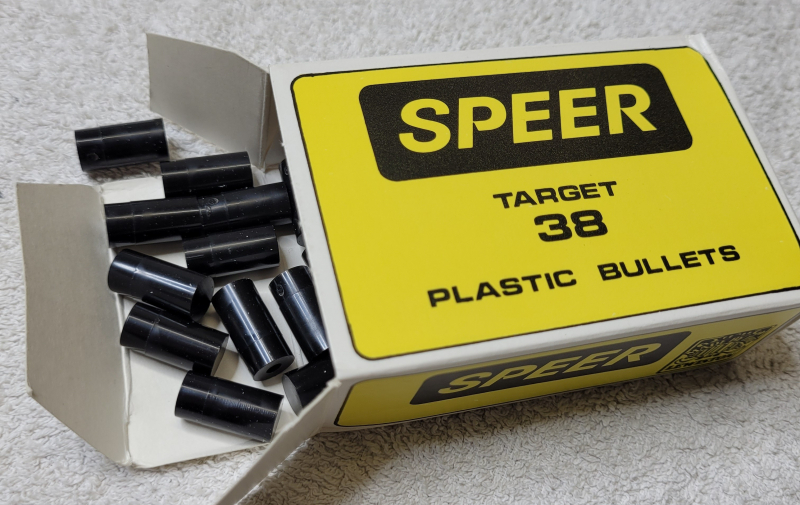 SPEER
TARGET
38
PLASTIC BULLETS
SPEER